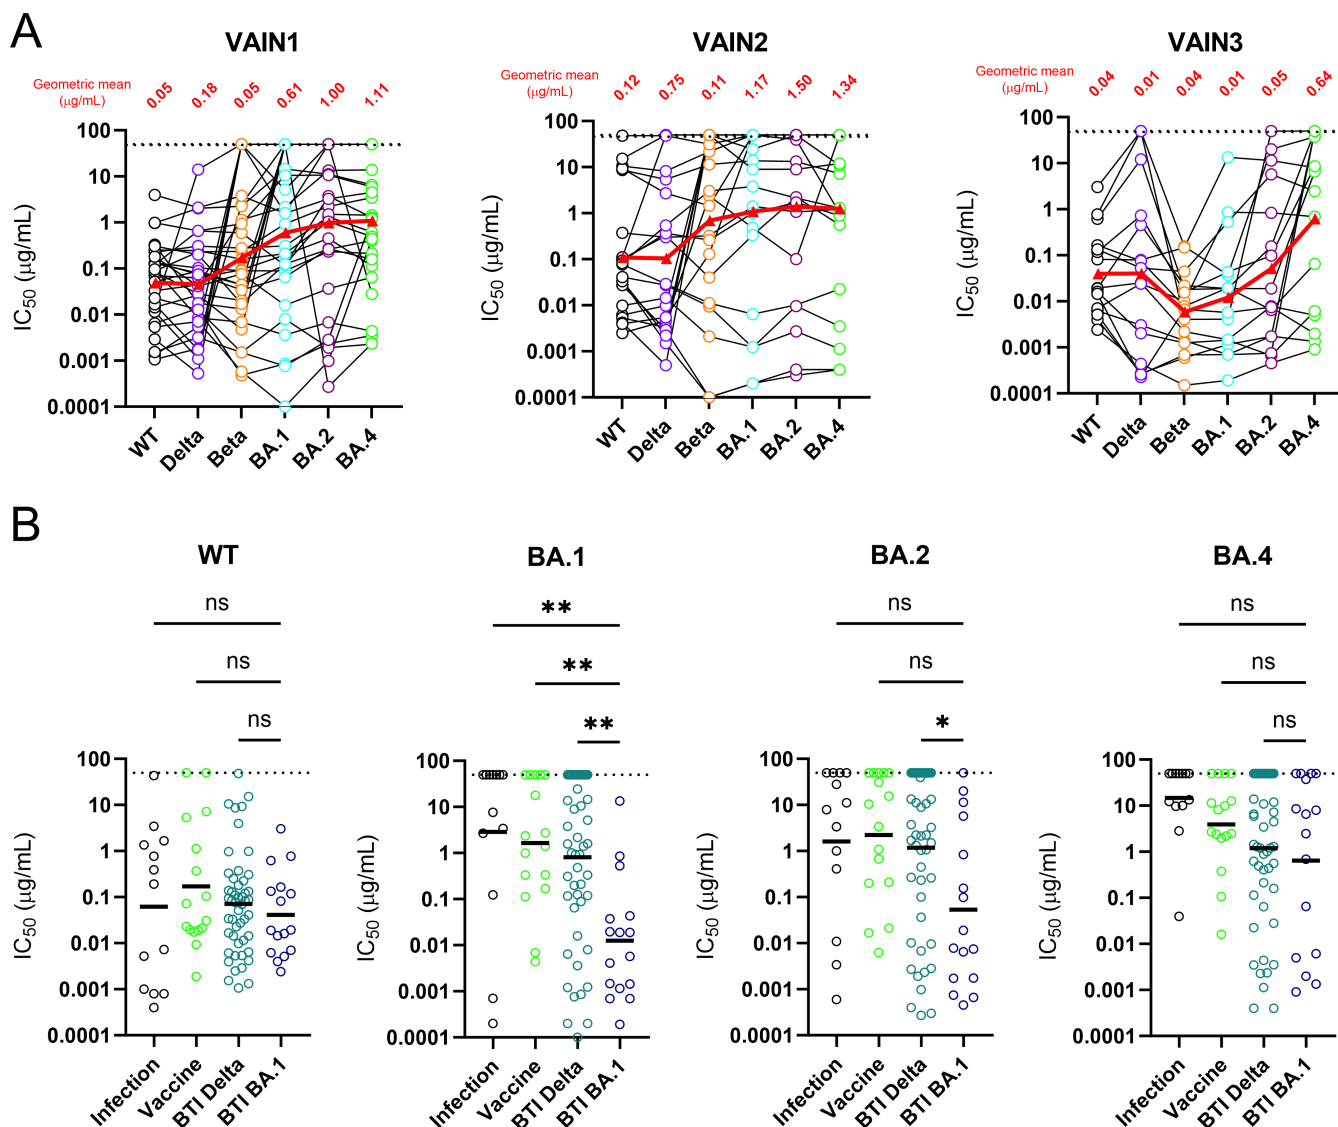 A
VAIN1
VAIN2
VAIN3
Geometric mean
(µg/mL)
0.05 0.18 0.05 0.61 1.00 1.11
Geometric mean
(µg/mL)
0.12 0.75 0.11 1.17 1.50 1.34
Geometric mean
(µg/mL)
0.04 0.01 0.04 0.01 0.05 0.64
IC50 (µg/mL)
100
10
1
0.1
0.01
0.001
0.0001
WT Delta Beta BA.1 BA.2 BA.4
IC50 (µg/mL)
100
10
1
0.1
0.01
0.001
0.0001
WT Delta Beta BA.1 BA.2 BA.4
IC50 (µg/mL)
100
10
1
0.1
0.01
0.001
0.0001
WT Delta Beta BA.1 BA.2 BA.4
B
WT
ns
ns
ns
IC50 (µg/mL)
100
10
1
0.1
0.01
0.001
0.0001
Infection Vaccine BTI Delta BTI BA.1
BA.1
**
**
**
IC50 (µg/mL)
100
10
1
0.1
0.01
0.001
0.0001
Infection Vaccine BTI Delta BTI BA.1
BA.2
ns
ns
*
IC50 (µg/mL)
100
10
1
0.1
0.01
0.001
0.0001
Infection Vaccine BTI Delta BTI BA.1
BA.4
ns
ns
ns
IC50 (µg/mL)
100
10
1
0.1
0.01
0.001
0.0001
Infection Vaccine BTI Delta BTI BA.1